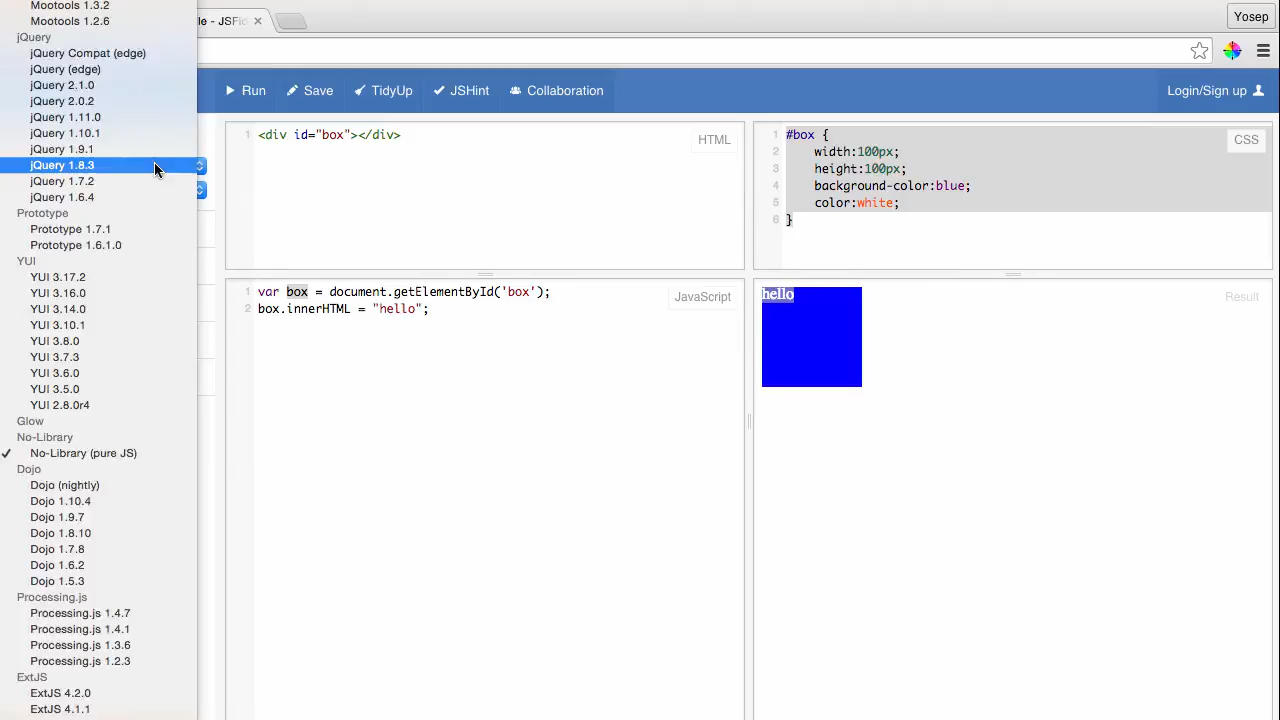 Mootools 1.3.2
Mootools 1.2.6
jQuery
jQuery Compat (edge)
jQuery (edge)
jQuery 2.1.0
jQuery 2.0.2
jQuery 1.11.0
jQuery 1.10.1
jQuery 1.9.1
jQuery 1.8.3
jQuery 1.7.2
jQuery 1.6.4
Prototype
Prototype 1.7.1
Prototype 1.6.1.0
YUI
YUI 3.17.2
YUI 3.16.0
YUI 3.14.0
YUI 3.10.1
YUI 3.8.0
YUI 3.7.3
YUI 3.6.0
YUI 3.5.0
YUI 2.8.0r4
Glow
No-Library
✓ No-Library (pure JS)
Dojo
Dojo (nightly)
Dojo 1.10.4
Dojo 1.9.7
Dojo 1.8.10
Dojo 1.7.8
Dojo 1.6.2
Dojo 1.5.3
Processing.js
Processing.js 1.4.7
Processing.js 1.4.1
Processing.js 1.3.6
Processing.js 1.2.3
ExtJS
ExtJS 4.2.0
ExtJS 4.1.1
le - JSFid
Yosep
Run Save TidyUp JSHint Collaboration Login/Sign up
1 <div id="box"></div>
HTML
1 #box {
2 width:100px;
3 height:100px;
4 background-color:blue;
5 color:white;
6 }
CSS
1 var box = document.getElementById('box');
2 box.innerHTML = "hello";
JavaScript
hello
Result